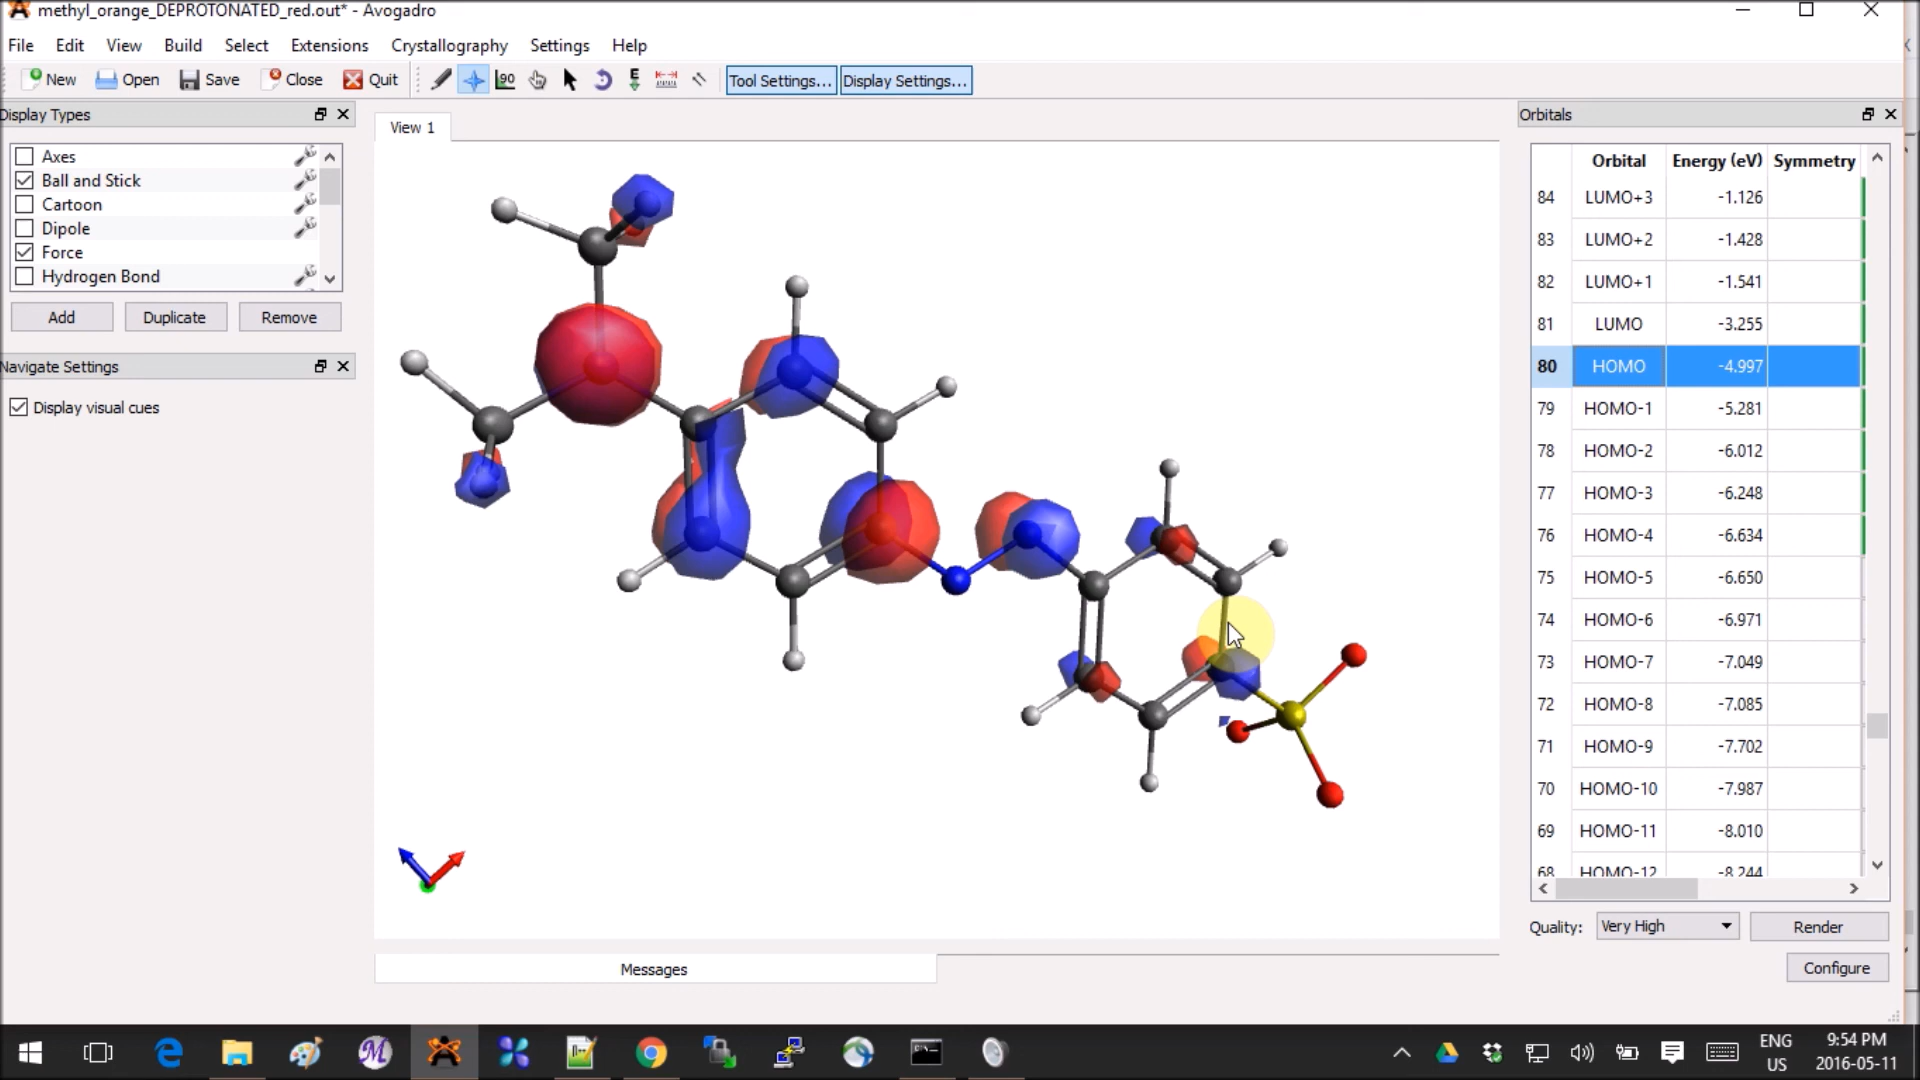 methyl_orange_DEPROTONATED_red.out* - Avogadro
File Edit View Build Select Extensions Crystallography Settings Help
New Open Save Close Quit 90 E Tool Settings... Display Settings...
Display Types
Axes
Ball and Stick
Cartoon
Dipole
Force
Hydrogen Bond
Add Duplicate Remove
Navigate Settings
Display visual cues
View 1
Messages
Orbitals
Orbital Energy (eV) Symmetry
84 LUMO+3 -1.126
83 LUMO+2 -1.428
82 LUMO+1 -1.541
81 LUMO -3.255
80 HOMO -4.997
79 HOMO-1 -5.281
78 HOMO-2 -6.012
77 HOMO-3 -6.248
76 HOMO-4 -6.634
75 HOMO-5 -6.650
74 HOMO-6 -6.971
73 HOMO-7 -7.049
72 HOMO-8 -7.085
71 HOMO-9 -7.702
70 HOMO-10 -7.987
69 HOMO-11 -8.010
68 HOMO-12 -8.244
Quality: Very High Render
Configure
ENG 9:54 PM
US 2016-05-11